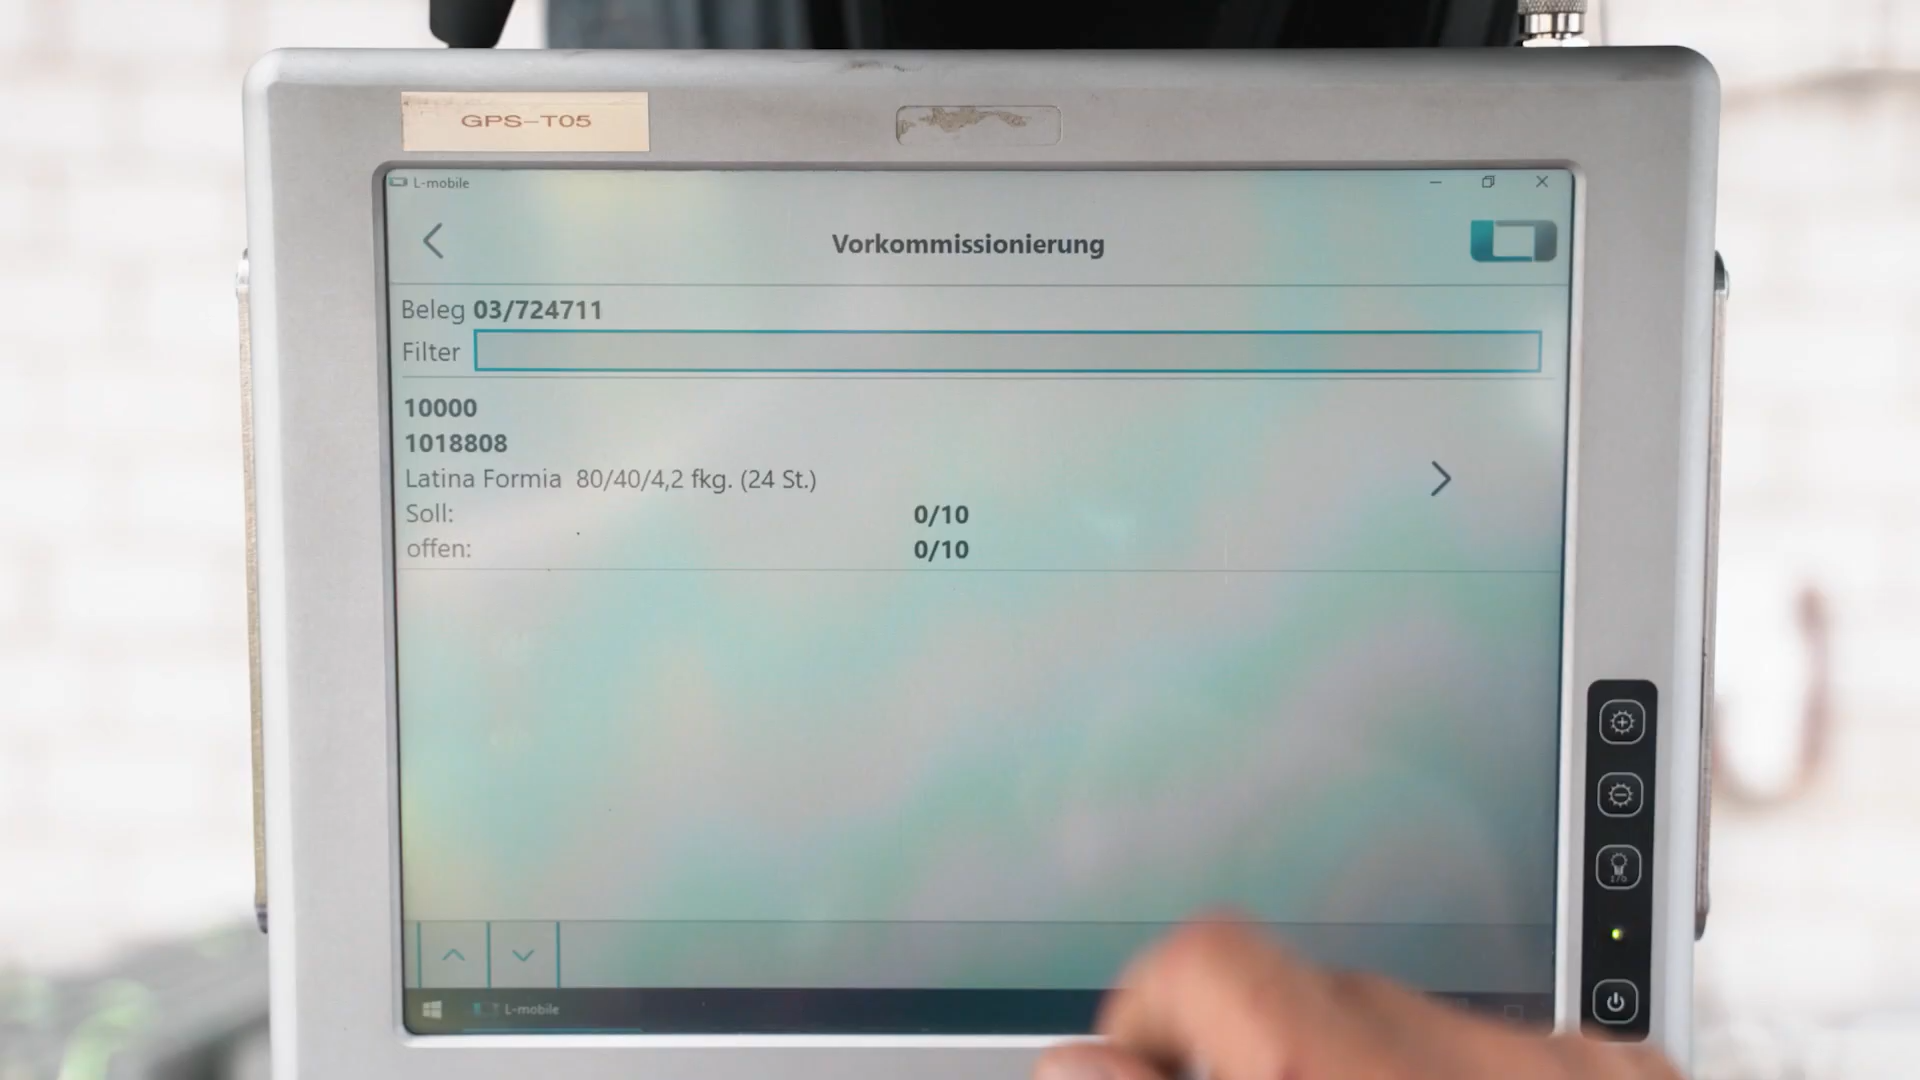 GPS-T05
L-mobile
Vorkommissionierung
Beleg 03/724711
Filter
10000
1018808
Latina Formia 80/40/4,2 fkg. (24 St.)
Soll: 0/10
offen: 0/10
L-mobile